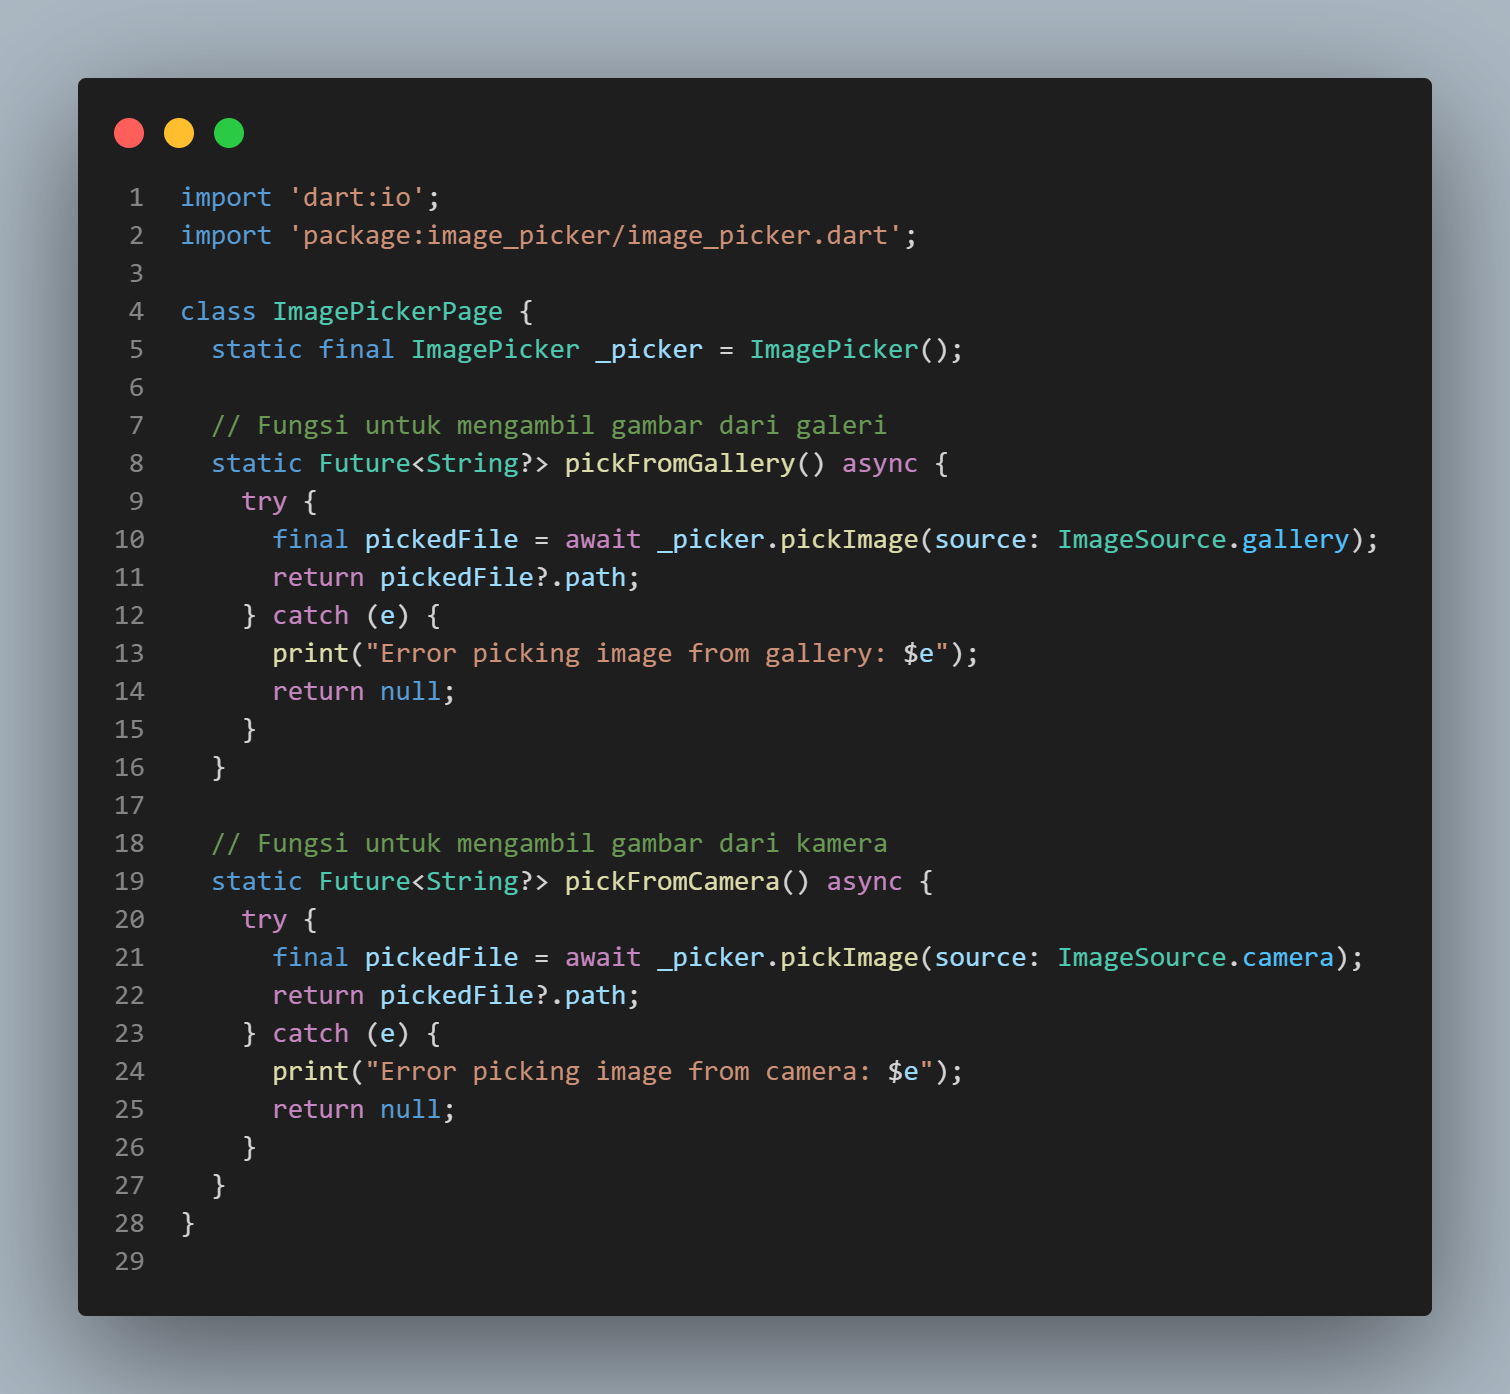 1 import 'dart:io';
2 import 'package:image_picker/image_picker.dart';
3
4 class ImagePickerPage {
5   static final ImagePicker _picker = ImagePicker();
6
7   // Fungsi untuk mengambil gambar dari galeri
8   static Future<String?> pickFromGallery() async {
9     try {
10       final pickedFile = await _picker.pickImage(source: ImageSource.gallery);
11       return pickedFile?.path;
12     } catch (e) {
13       print("Error picking image from gallery: $e");
14       return null;
15     }
16   }
17
18   // Fungsi untuk mengambil gambar dari kamera
19   static Future<String?> pickFromCamera() async {
20     try {
21       final pickedFile = await _picker.pickImage(source: ImageSource.camera);
22       return pickedFile?.path;
23     } catch (e) {
24       print("Error picking image from camera: $e");
25       return null;
26     }
27   }
28 }
29